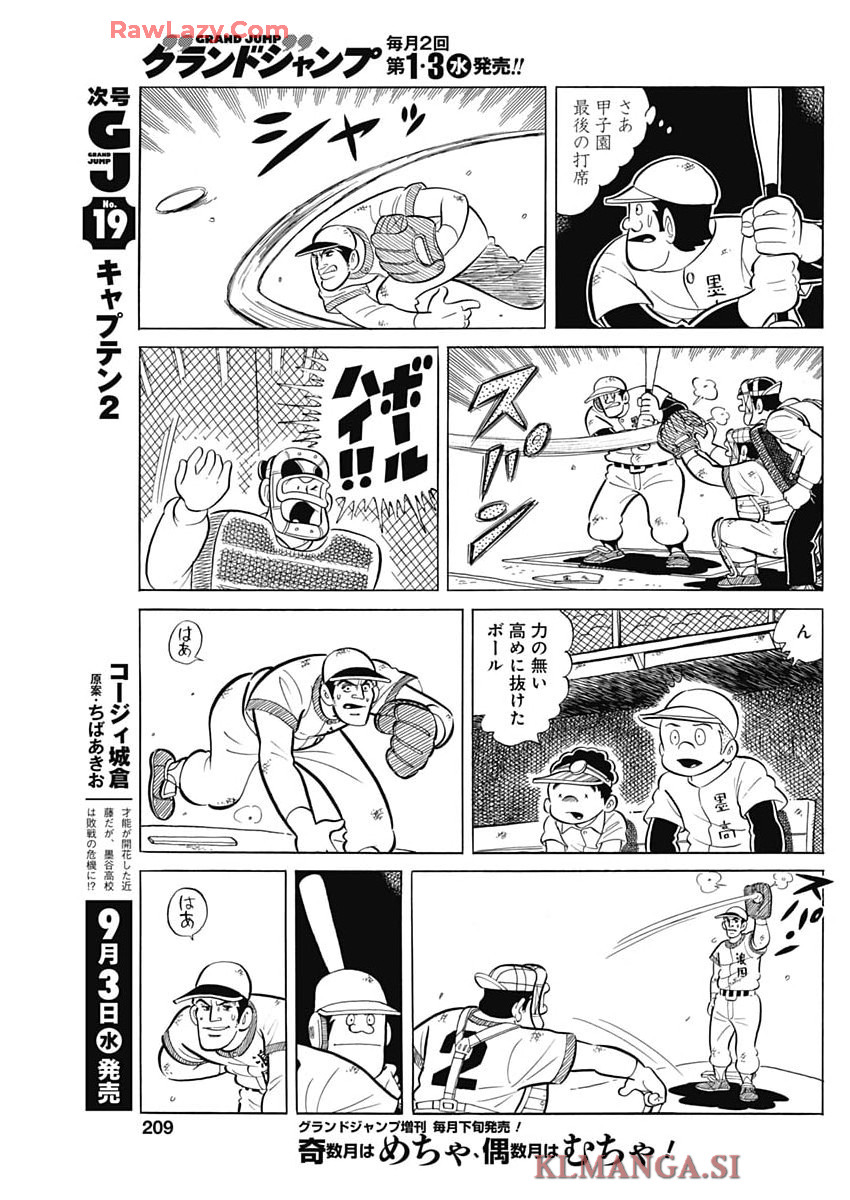 RawLazy.Com
GRAND JUMP
グランドジャンプ
毎月2回
第1・3㊌発売!!
次号
GJ
GRAND
JUMP
No.
19
キャプテン2
コージィ城倉
原案・ちばあきお
才能が開花した近
藤だが、墨谷高校
は敗戦の危機に!?
9月3日㊌発売
さあ
甲子園
最後の打席
墨
シャッ
ズバン
ボール
ハイ!!
ん
力の無い
高めに抜けた
ボール
墨高
はあ
ズバッ
浪国
2
はあ
浪
209
グランドジャンプ増刊 毎月下旬発売!
奇数月はめちゃ、偶数月はむちゃ!
KLMANGA.SI